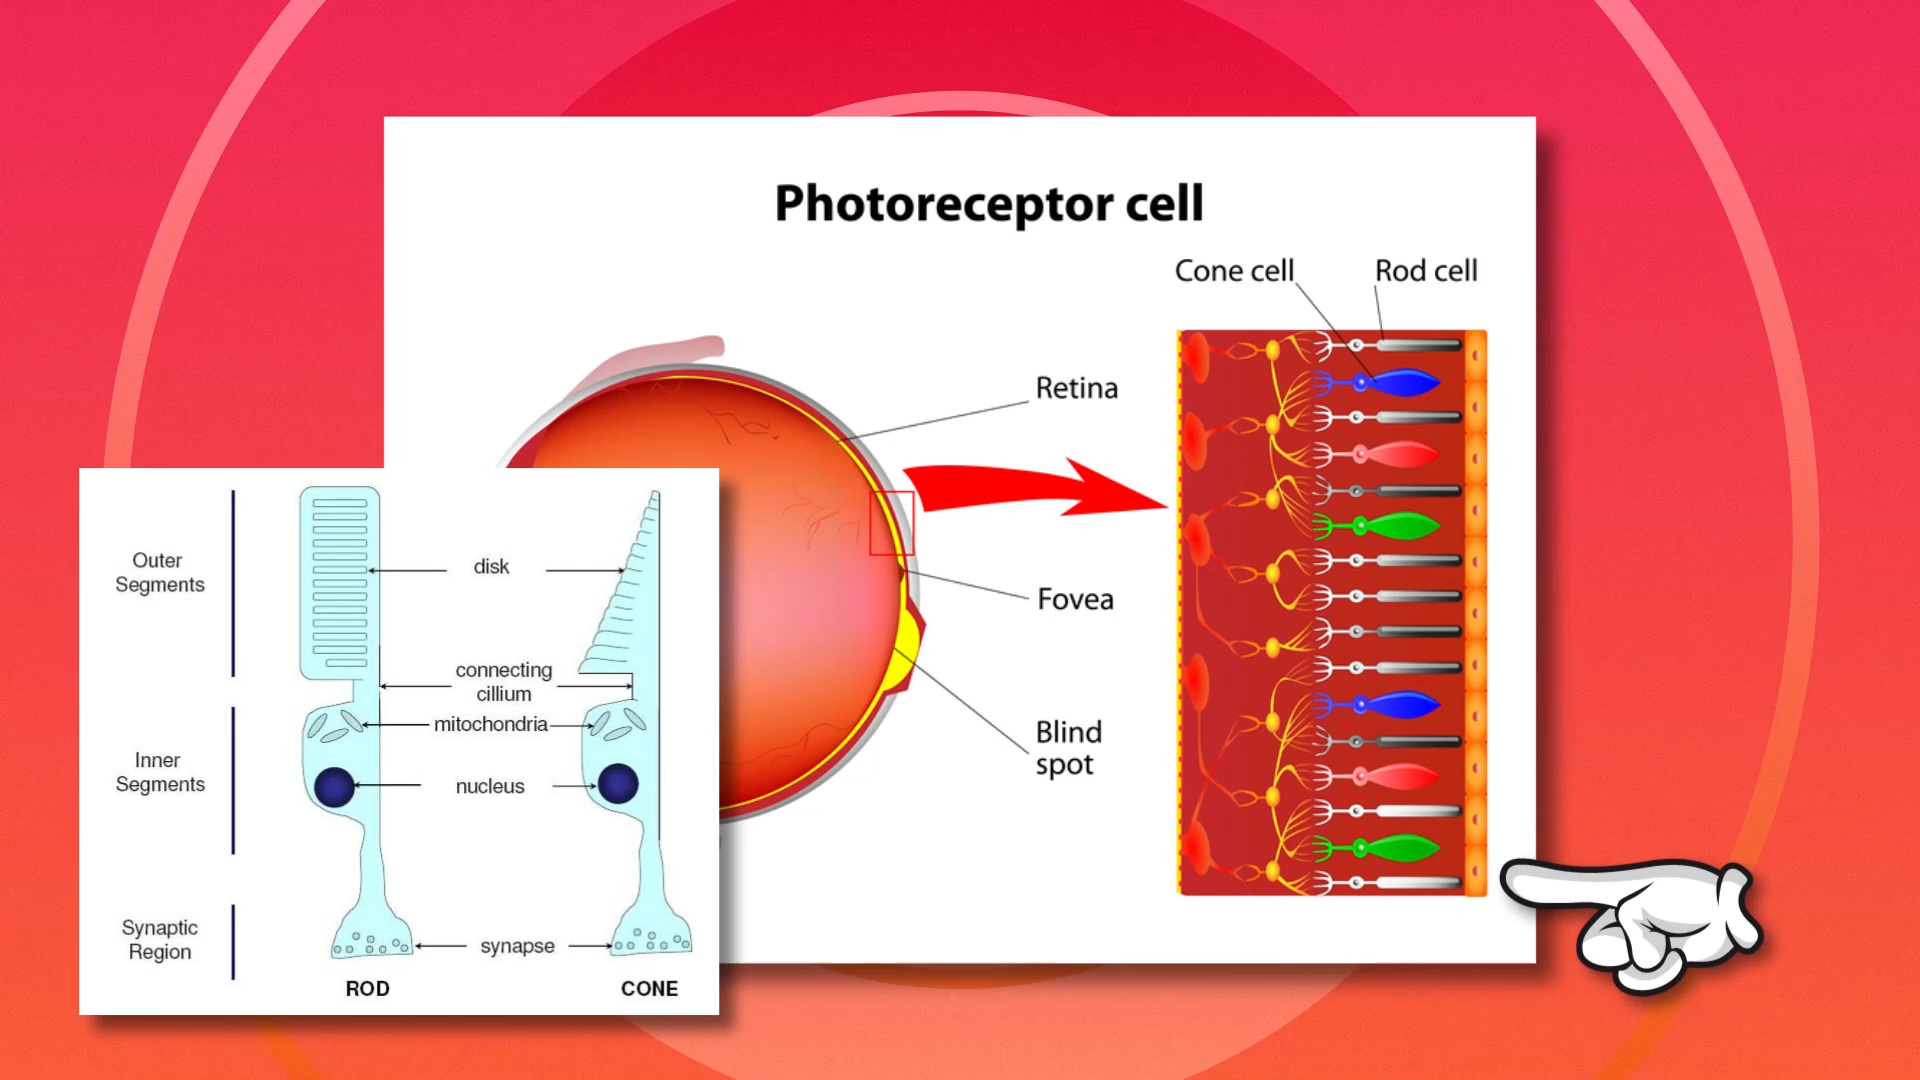 Photoreceptor cell
Cone cell
Rod cell
Retina
Fovea
Blind
spot
Outer
Segments
disk
connecting
cillium
mitochondria
Inner
Segments
nucleus
Synaptic
Region
synapse
ROD
CONE